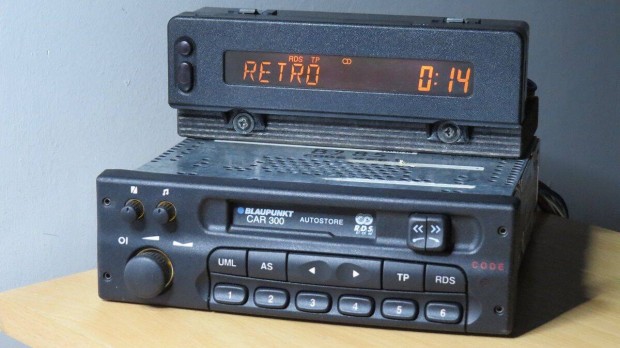 RDS TP
RETRO 0:14
BLAUPUNKT
CAR 300 AUTOSTORE
RDS
UML AS TP RDS
CODE
1 2 3 4 5 6